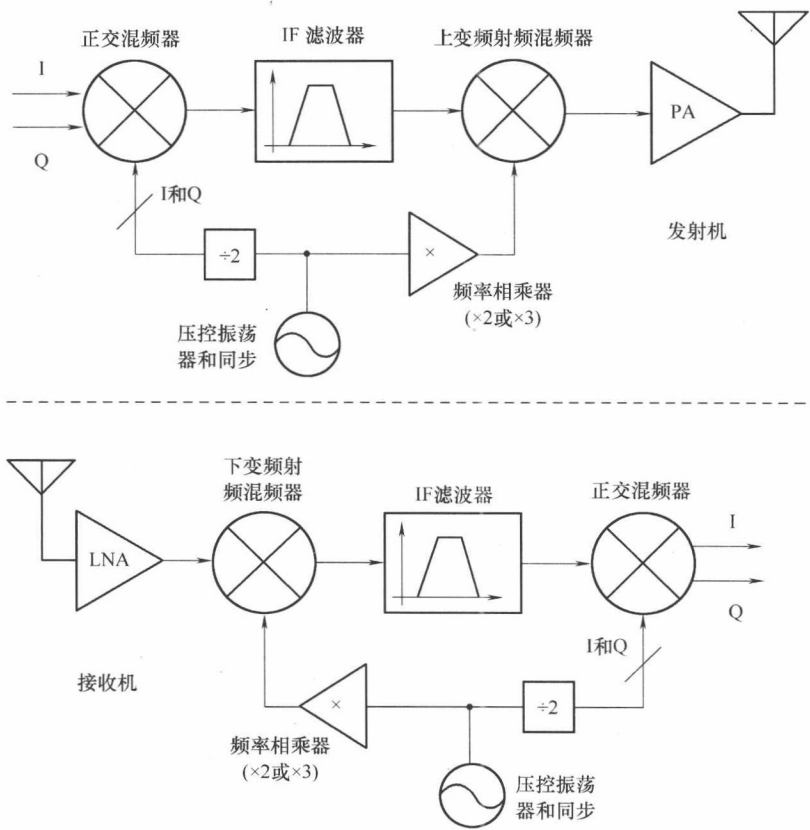 正交混频器
IF 滤波器
上变频射频混频器
I
Q
PA
I和Q
÷2
×
发射机
频率相乘器
(×2或×3)
压控振荡
器和同步
下变频射
频混频器
IF滤波器
正交混频器
LNA
I
Q
I和Q
接收机
×
÷2
频率相乘器
(×2或×3)
压控振荡
器和同步